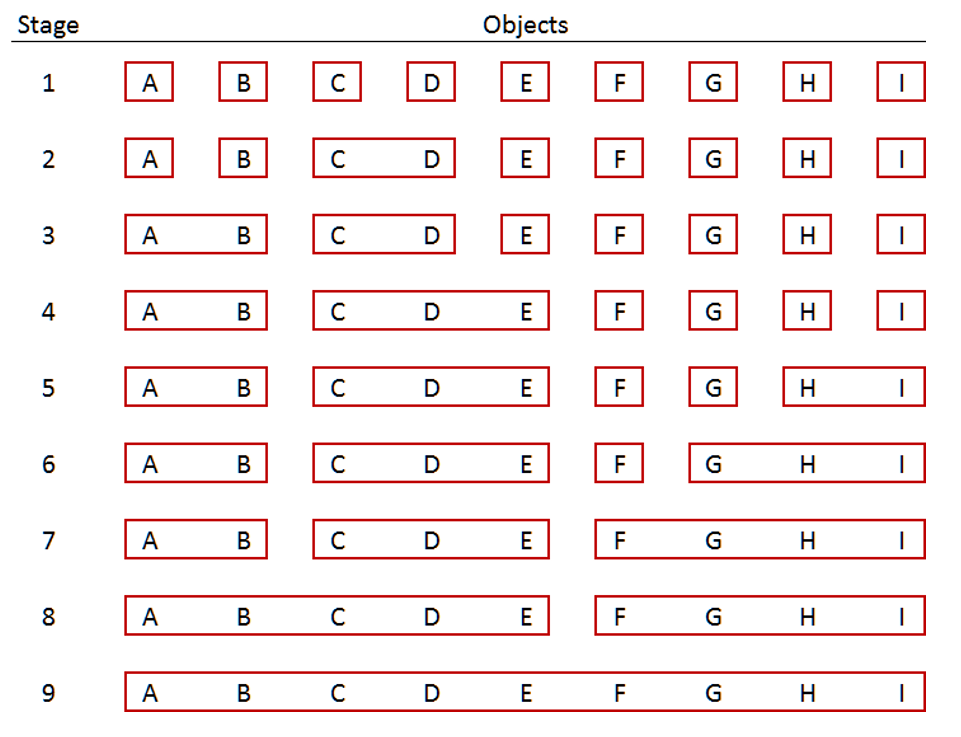 Stage Objects
1 A B C D E F G H I
2 A B C D E F G H I
3 A B C D E F G H I
4 A B C D E F G H I
5 A B C D E F G H I
6 A B C D E F G H I
7 A B C D E F G H I
8 A B C D E F G H I
9 A B C D E F G H I